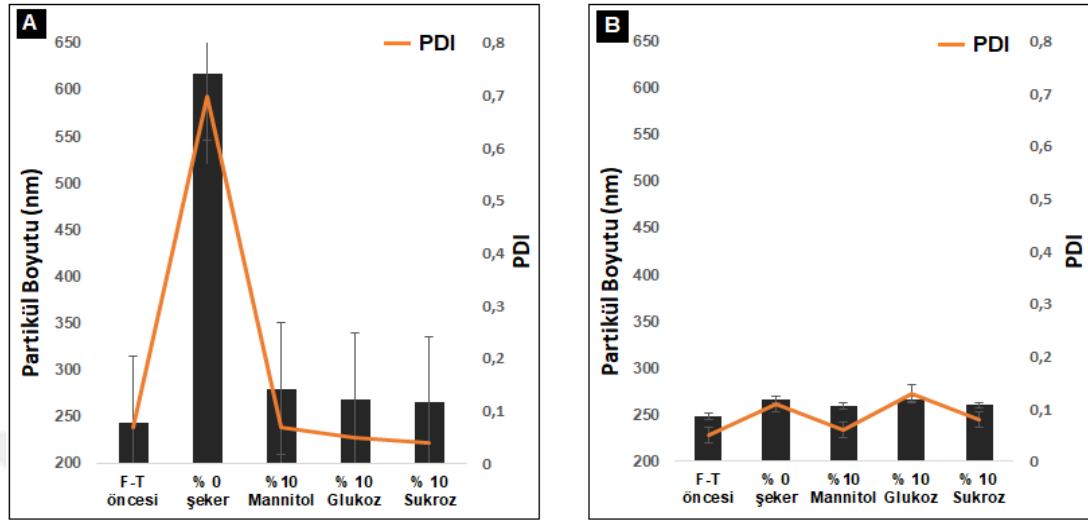 A
PDI
Partikül Boyutu (nm)
650
600
550
500
450
400
350
300
250
200
0,8
0,7
0,6
0,5
0,4
0,3
0,2
0,1
0
PDI
F-T öncesi
% 0 şeker
% 10 Mannitol
% 10 Glukoz
% 10 Sukroz
B
PDI
Partikül Boyutu (nm)
650
600
550
500
450
400
350
300
250
200
0,8
0,7
0,6
0,5
0,4
0,3
0,2
0,1
0
PDI
F-T öncesi
% 0 şeker
% 10 Mannitol
% 10 Glukoz
% 10 Sukroz